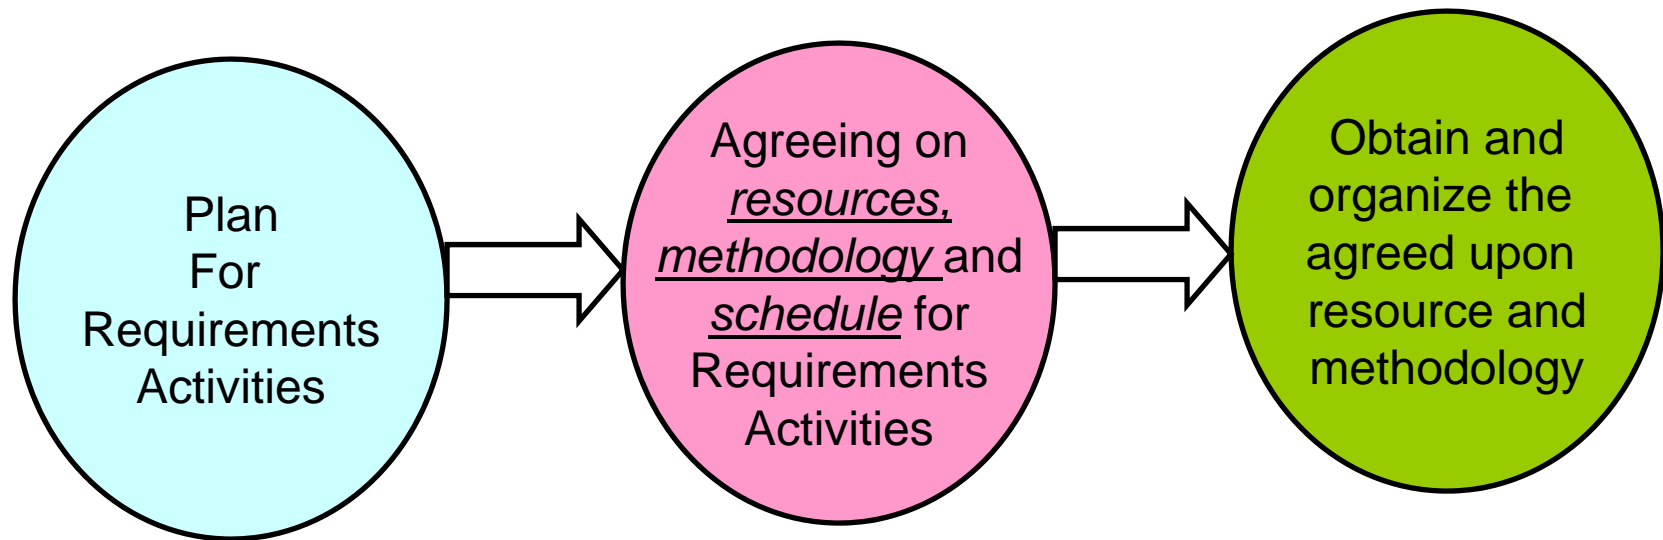 Plan
For
Requirements
Activities
Agreeing on
resources,
methodology and
schedule for
Requirements
Activities
Obtain and
organize the
agreed upon
resource and
methodology